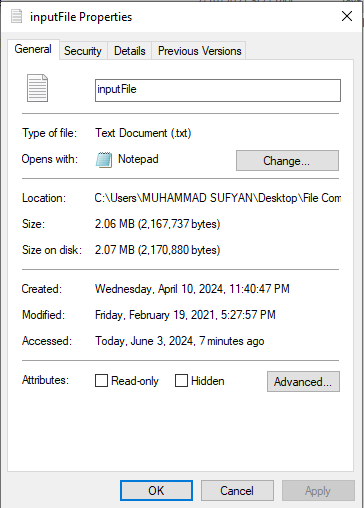 inputFile Properties
General Security Details Previous Versions
inputFile
Type of file: Text Document (.txt)
Opens with: Notepad Change...
Location: C:\Users\MUHAMMAD SUFYAN\Desktop\File Com
Size: 2.06 MB (2,167,737 bytes)
Size on disk: 2.07 MB (2,170,880 bytes)
Created: Wednesday, April 10, 2024, 11:40:47 PM
Modified: Friday, February 19, 2021, 5:27:57 PM
Accessed: Today, June 3, 2024, 7 minutes ago
Attributes: Read-only Hidden Advanced...
OK Cancel Apply